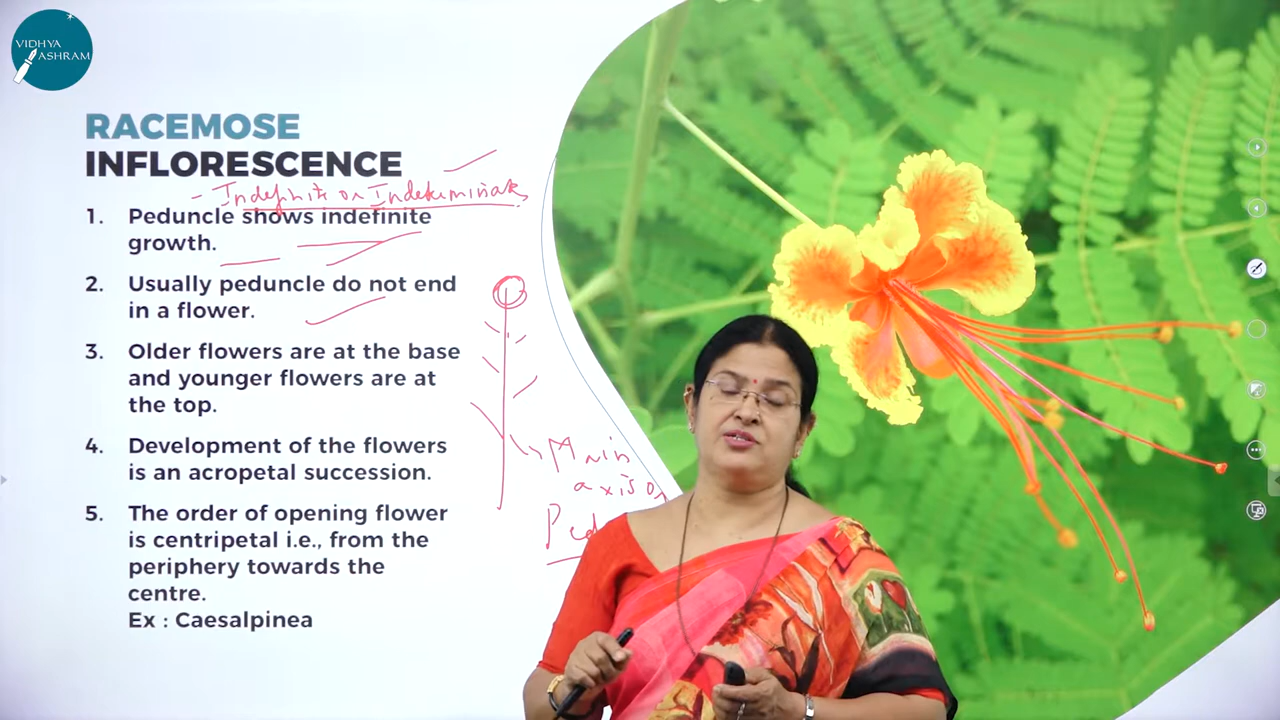 VIDHYA
ASHRAM
RACEMOSE
INFLORESCENCE
- Indefinite or Indeterminate
1. Peduncle shows indefinite
growth.
2. Usually peduncle do not end
in a flower.
3. Older flowers are at the base
and younger flowers are at
the top.
4. Development of the flowers
is an acropetal succession.
5. The order of opening flower
is centripetal i.e., from the
periphery towards the
centre.
Ex : Caesalpinea
Main
axis or
Ped